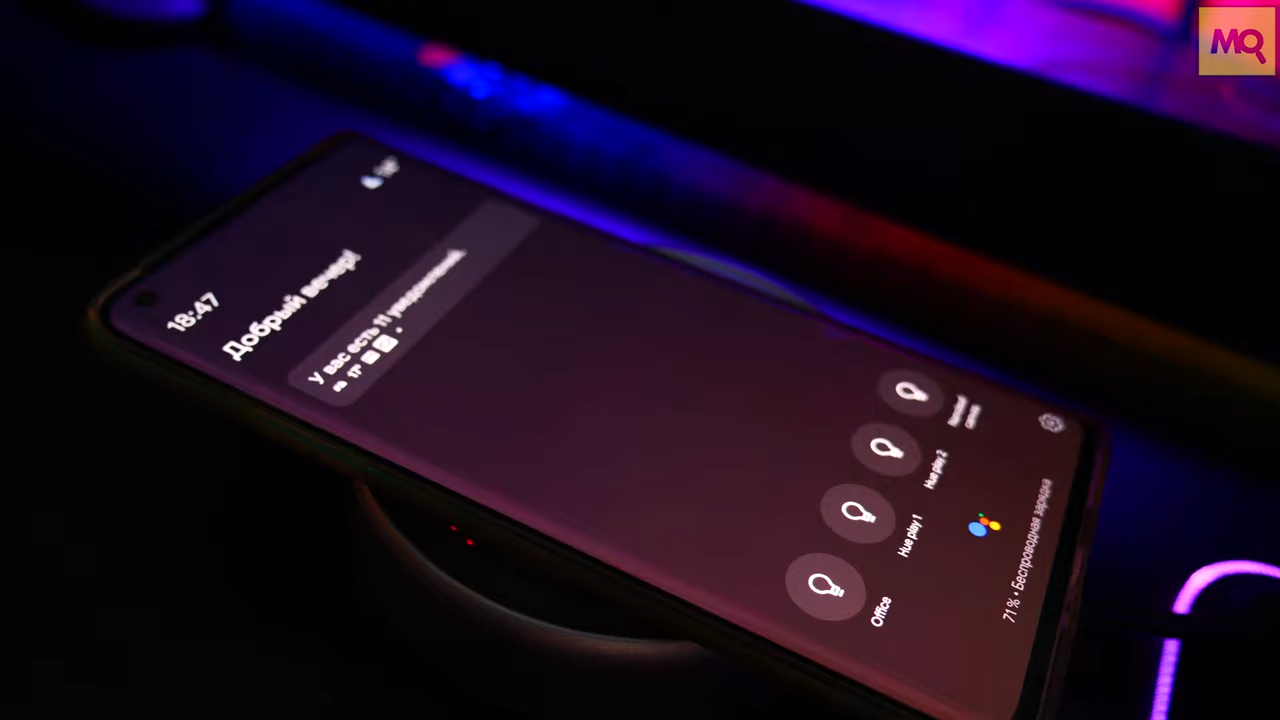 MQ
18:47
Добрый вечер!
У вас есть 11 уведомлений.
17°
Office
Hue play 1
Hue play 2
71% • Беспроводная зарядка